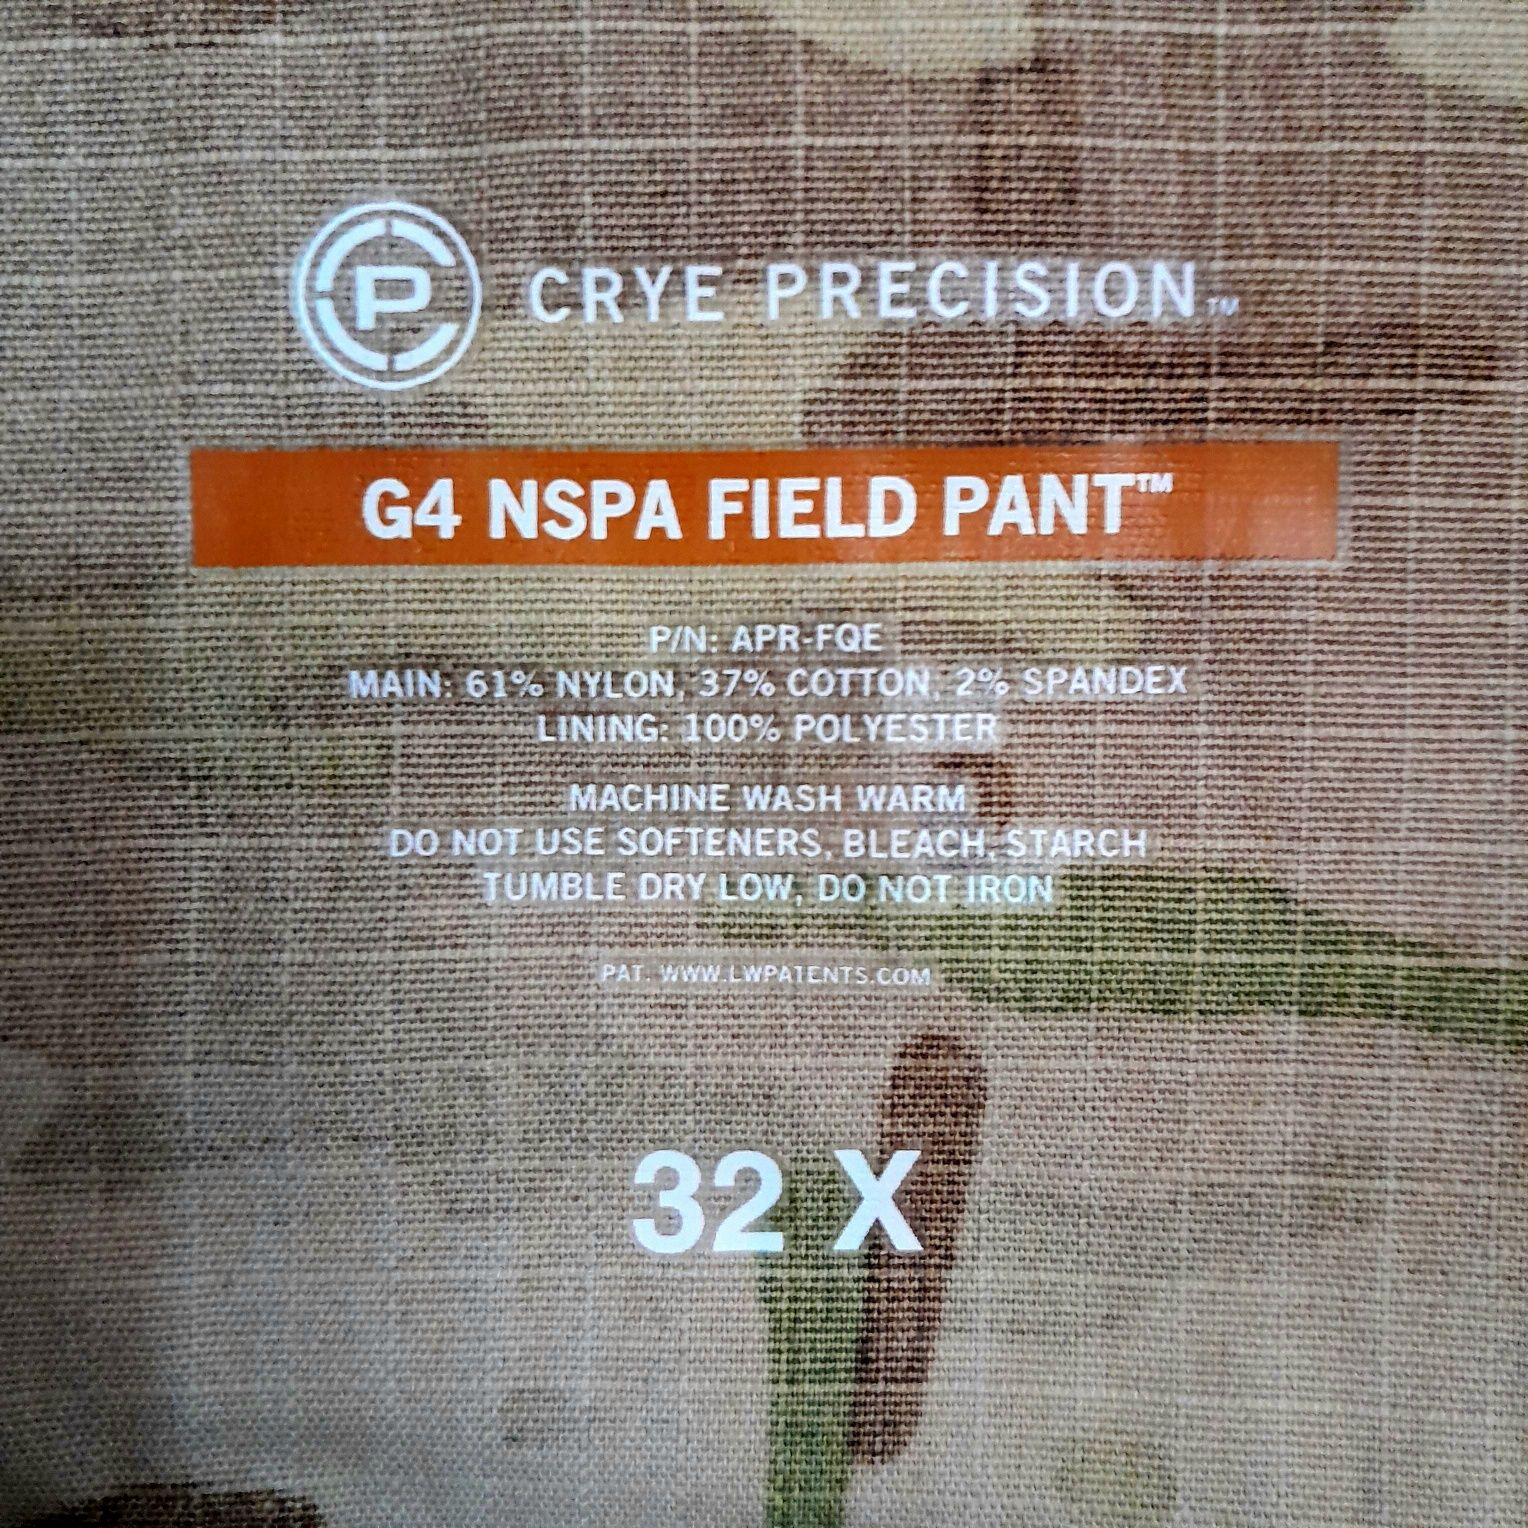 CP CRYE PRECISION™
G4 NSPA FIELD PANT™
P/N: APR-FQE
MAIN: 61% NYLON, 37% COTTON, 2% SPANDEX
LINING: 100% POLYESTER
MACHINE WASH WARM
DO NOT USE SOFTENERS, BLEACH, STARCH
TUMBLE DRY LOW, DO NOT IRON
PAT. WWW.LWPATENTS.COM
32 X